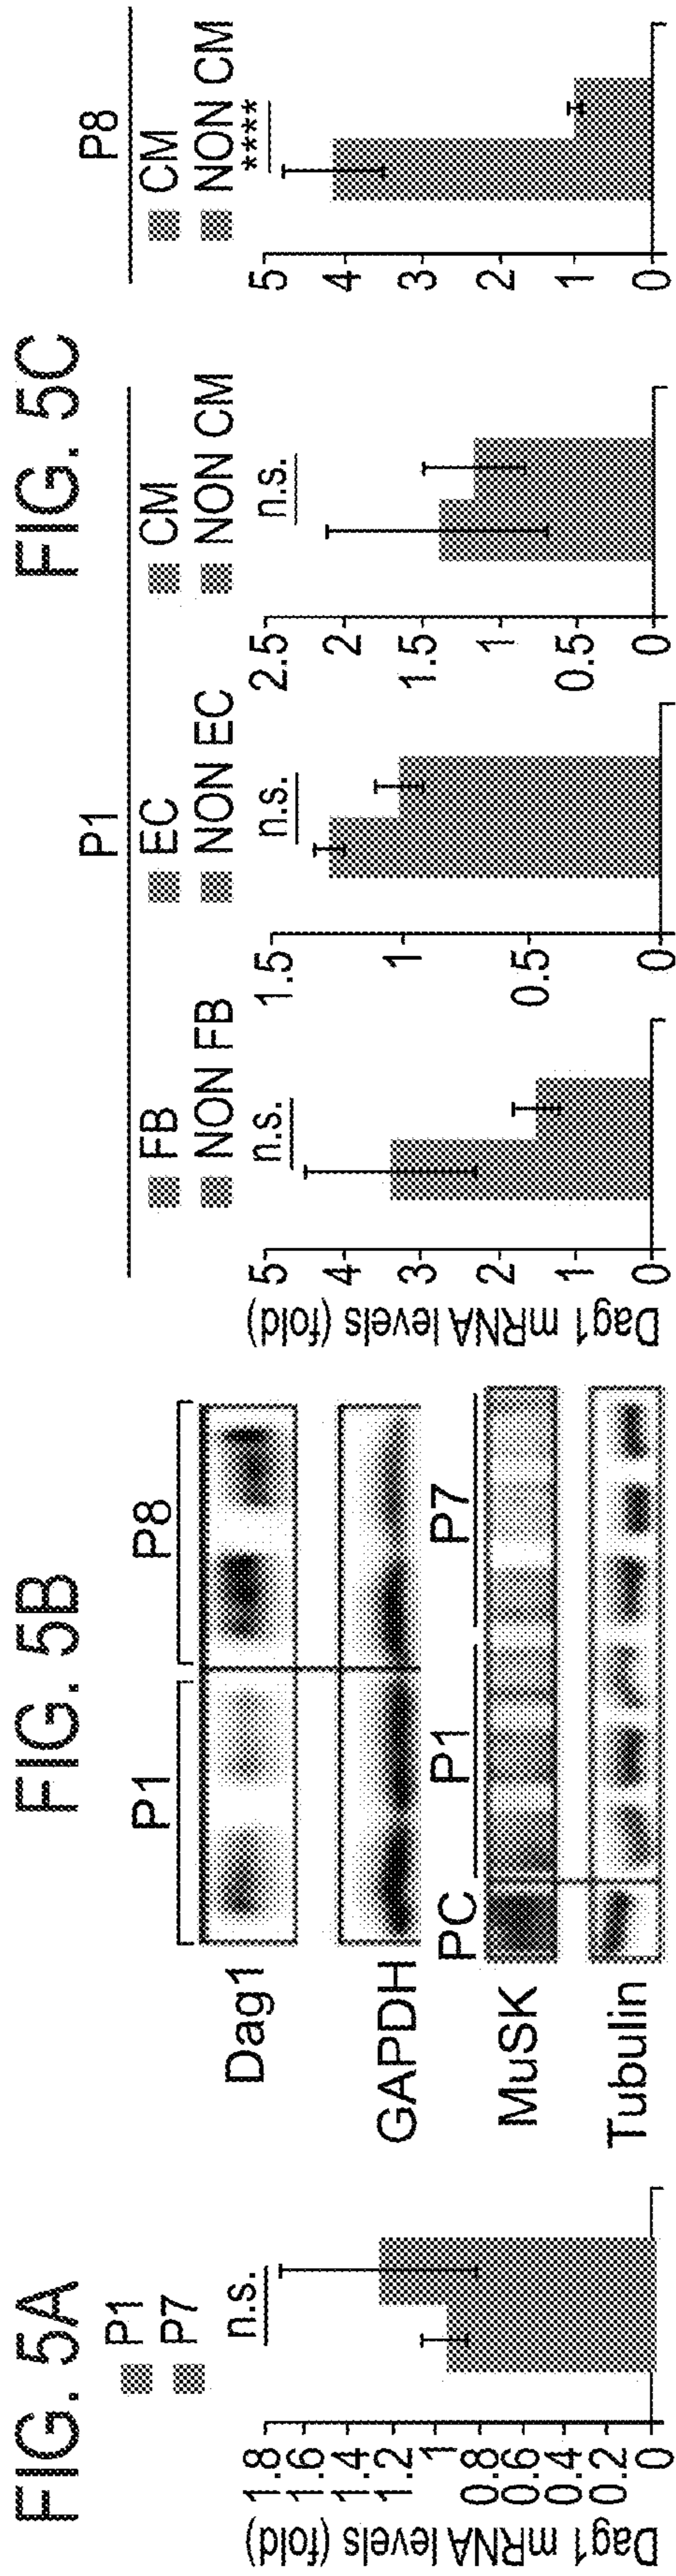 FIG. 5A
P1
P7
n.s.
Dag1 mRNA levels (fold)
1.8
1.6
1.4
1.2
1
0.8
0.6
0.4
0.2
0
FIG. 5B
P1 P8
Dag1
GAPDH
PC P1 P7
MuSK
Tubulin
FIG. 5C
P1
FB
NON FB
n.s.
Dag1 mRNA levels (fold)
5
4
3
2
1
0
EC
NON EC
n.s.
1.5
1
0.5
0
CM
NON CM
n.s.
2.5
2
1.5
1
0.5
0
P8
CM
NON CM
****
5
4
3
2
1
0